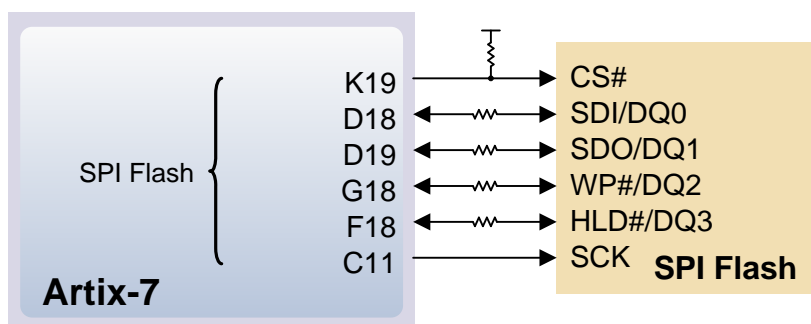 K19
D18
D19
G18
F18
C11
SPI Flash
Artix-7
CS#
SDI/DQ0
SDO/DQ1
WP#/DQ2
HLD#/DQ3
SCK
SPI Flash